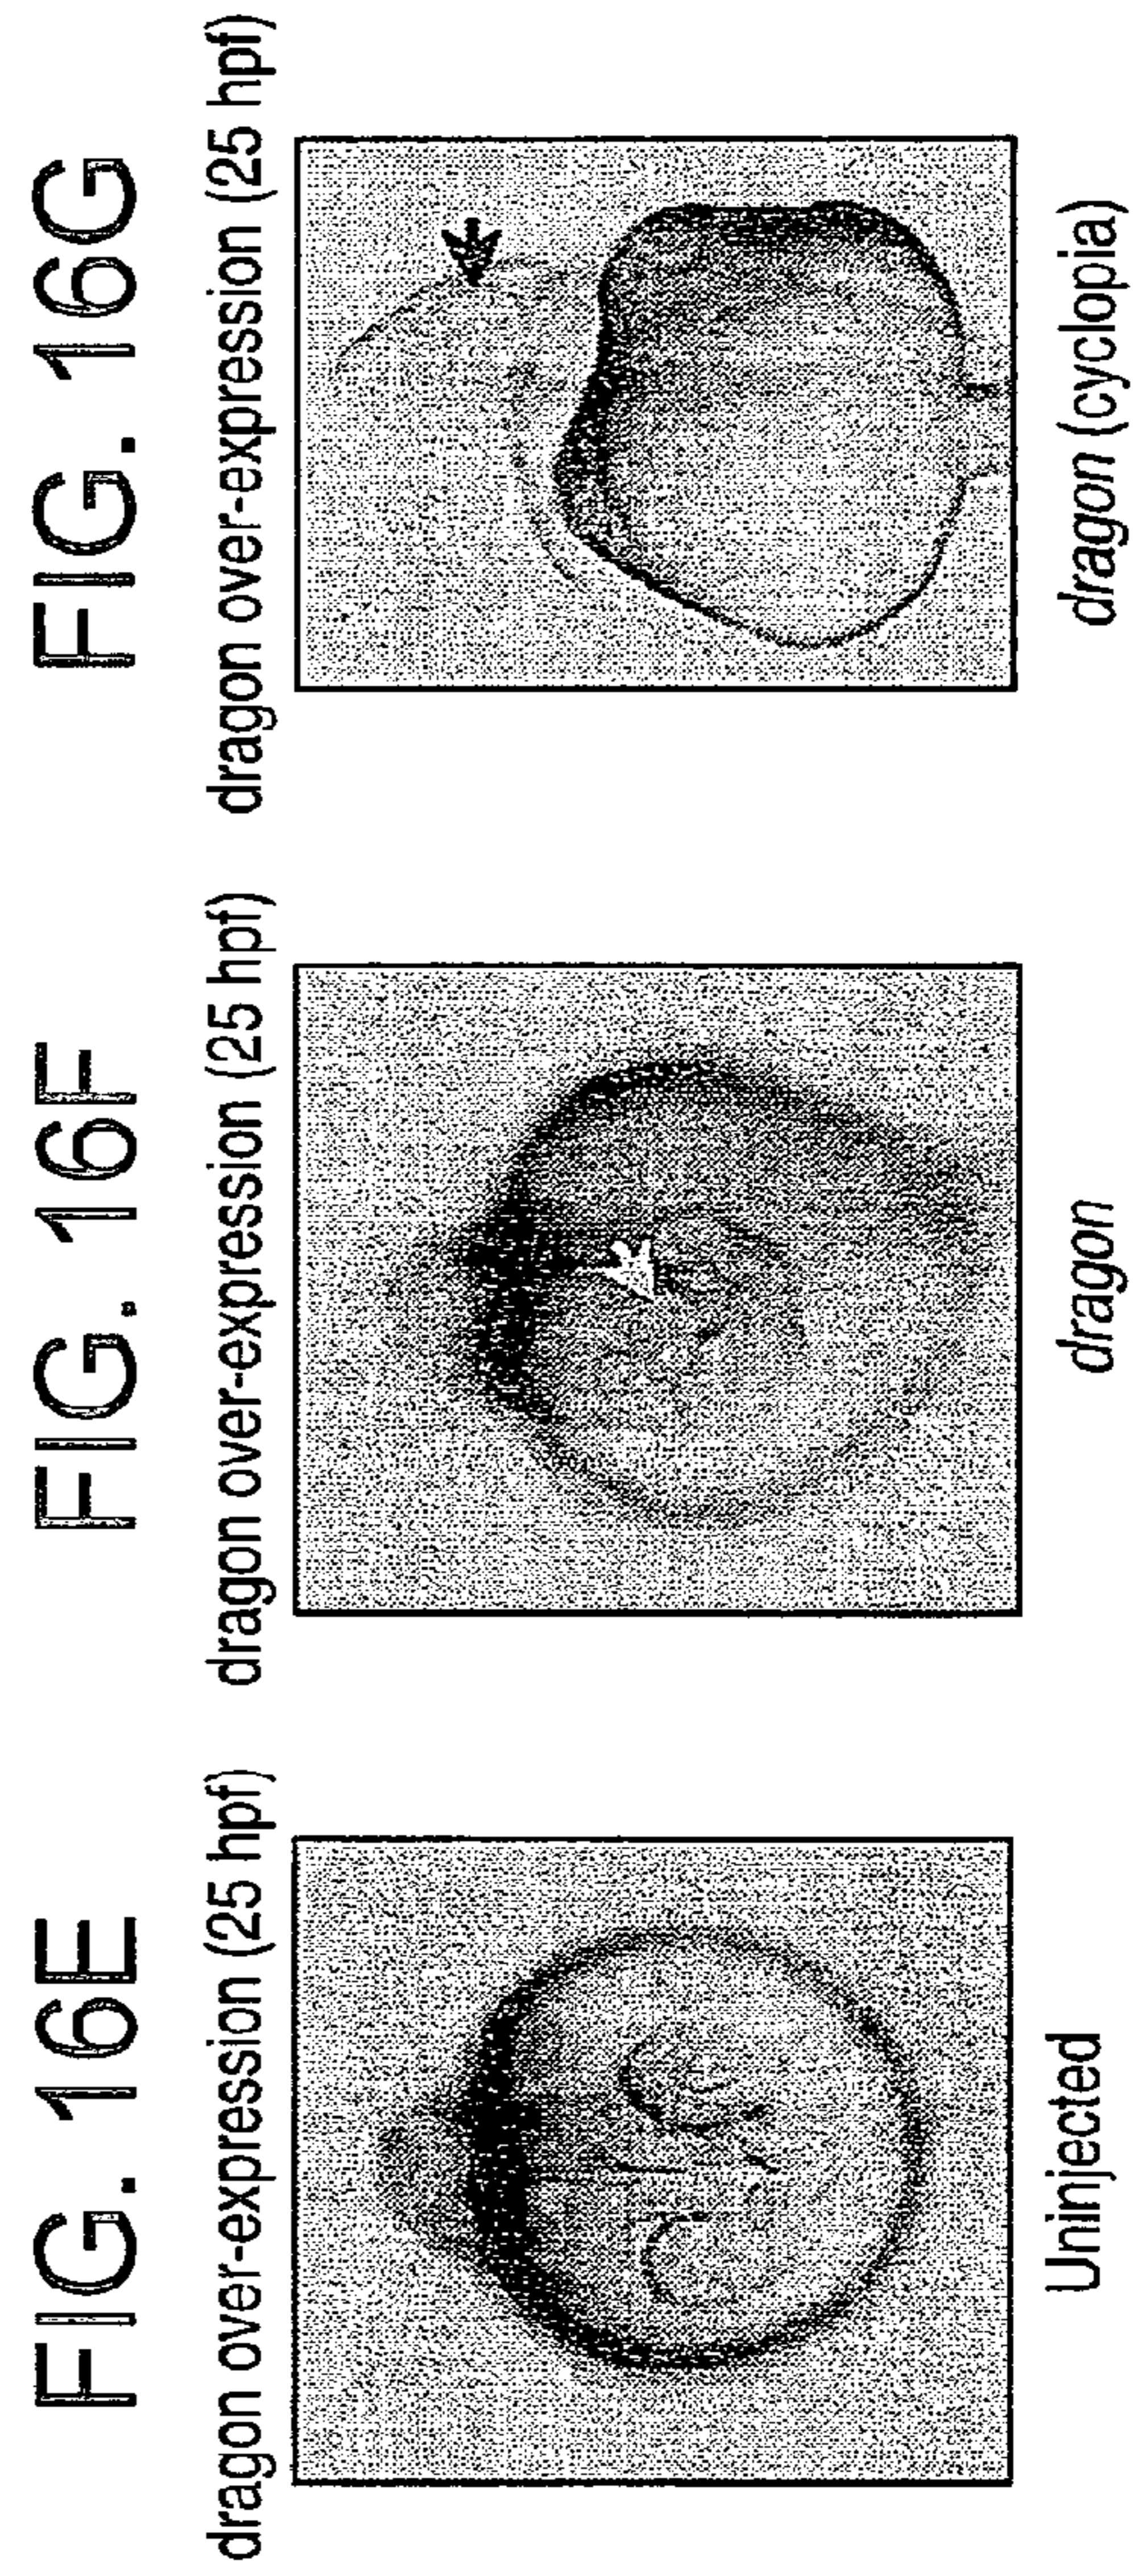 FIG. 16E
dragon over-expression (25 hpf)
Uninjected
FIG. 16F
dragon over-expression (25 hpf)
dragon
FIG. 16G
dragon over-expression (25 hpf)
dragon (cyclopia)